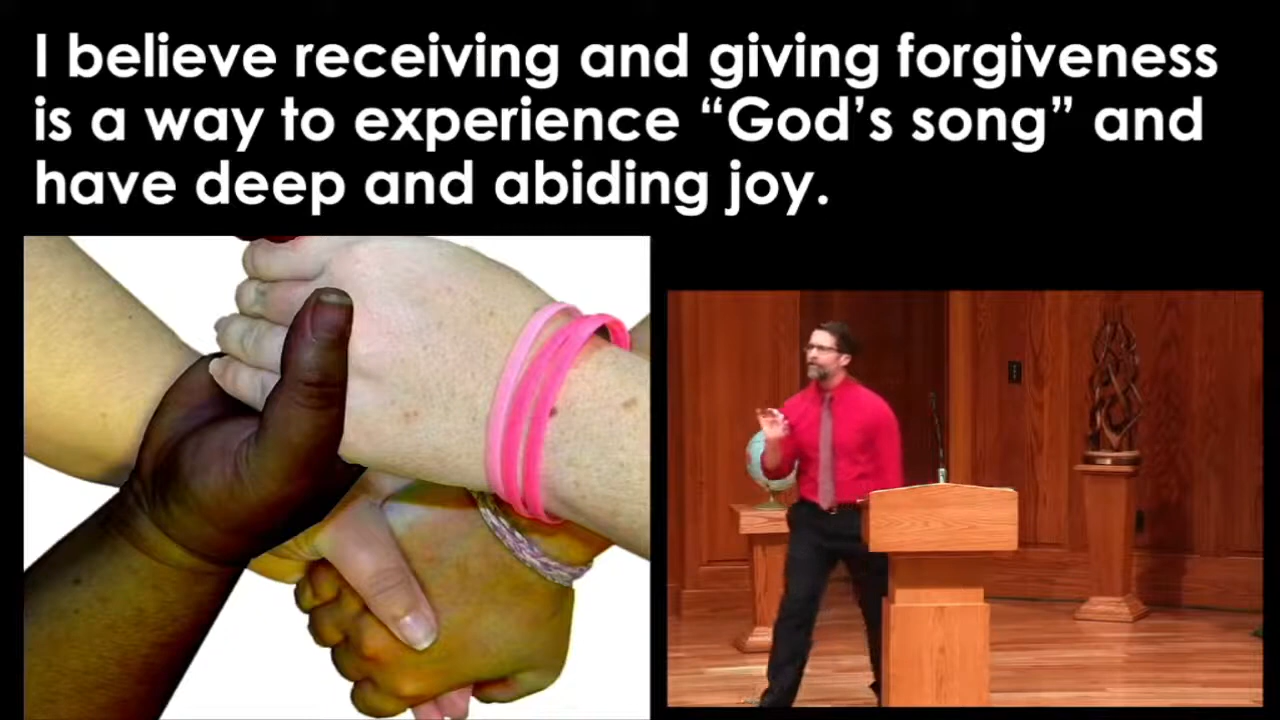 I believe receiving and giving forgiveness
is a way to experience “God’s song” and
have deep and abiding joy.